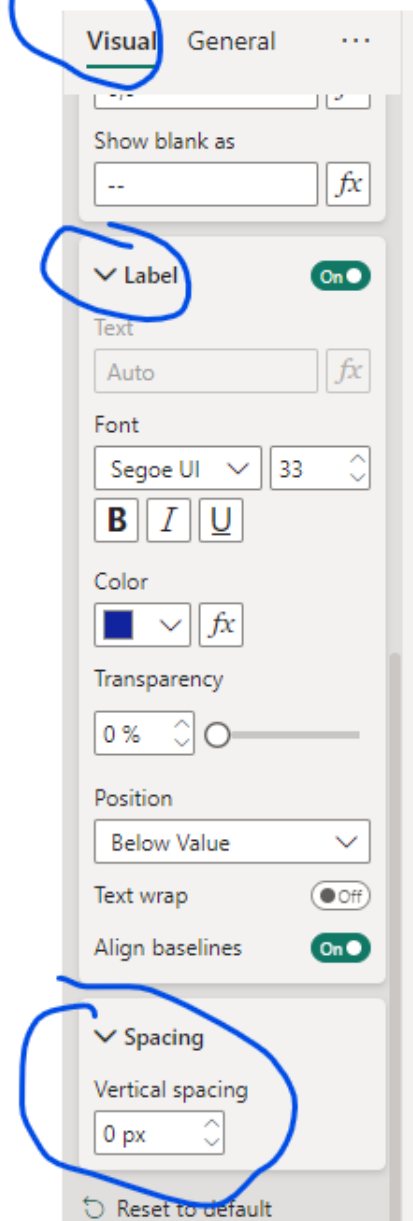 Visual General ...
Show blank as
-- fx
Label On
Text
Auto fx
Font
Segoe UI 33
B I U
Color
fx
Transparency
0 %
Position
Below Value
Text wrap Off
Align baselines On
Spacing
Vertical spacing
0 px
Reset to default